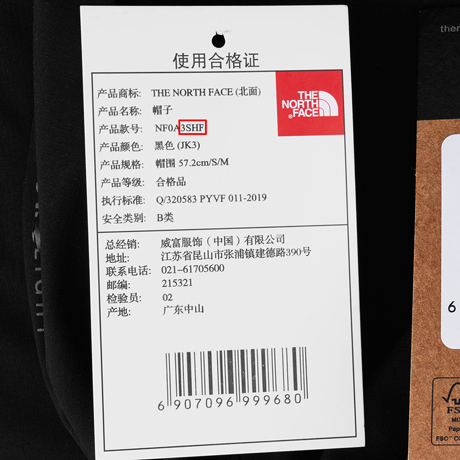 使用合格证
产品商标: THE NORTH FACE (北面)
产品名称: 帽子
产品款号: NF0A3SHF
产品颜色: 黑色 (JK3)
产品规格: 帽围 57.2cm/S/M
产品等级: 合格品
执行标准: Q/320583 PYVF 011-2019
安全类别: B类
THE
NORTH
FACE
总经销: 威富服饰（中国）有限公司
地址: 江苏省昆山市张浦镇建德路390号
联系电话: 021-61705600
邮编: 215321
检验员: 02
产地: 广东中山
6 907096 999680
ther
6
FS